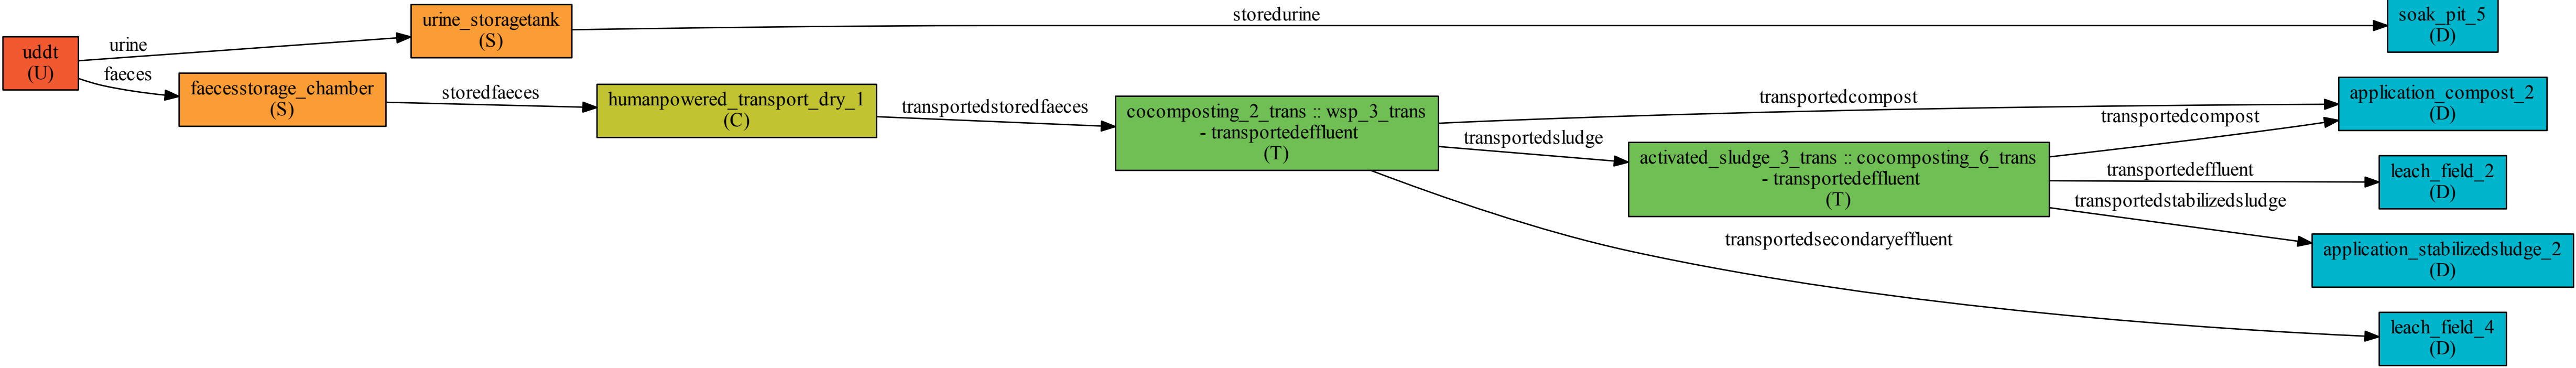 uddt
(U)
urine
faeces
urine_storagetank
(S)
faecesstorage_chamber
(S)
storedurine
storedfaeces
humanpowered_transport_dry_1
(C)
transportedstoredfaeces
cocomposting_2_trans :: wsp_3_trans
- transportedeffluent
(T)
transportedcompost
transportedsludge
transportedsecondaryeffluent
activated_sludge_3_trans :: cocomposting_6_trans
- transportedeffluent
(T)
transportedcompost
transportedeffluent
transportedstabilizedsludge
soak_pit_5
(D)
application_compost_2
(D)
leach_field_2
(D)
application_stabilizedsludge_2
(D)
leach_field_4
(D)